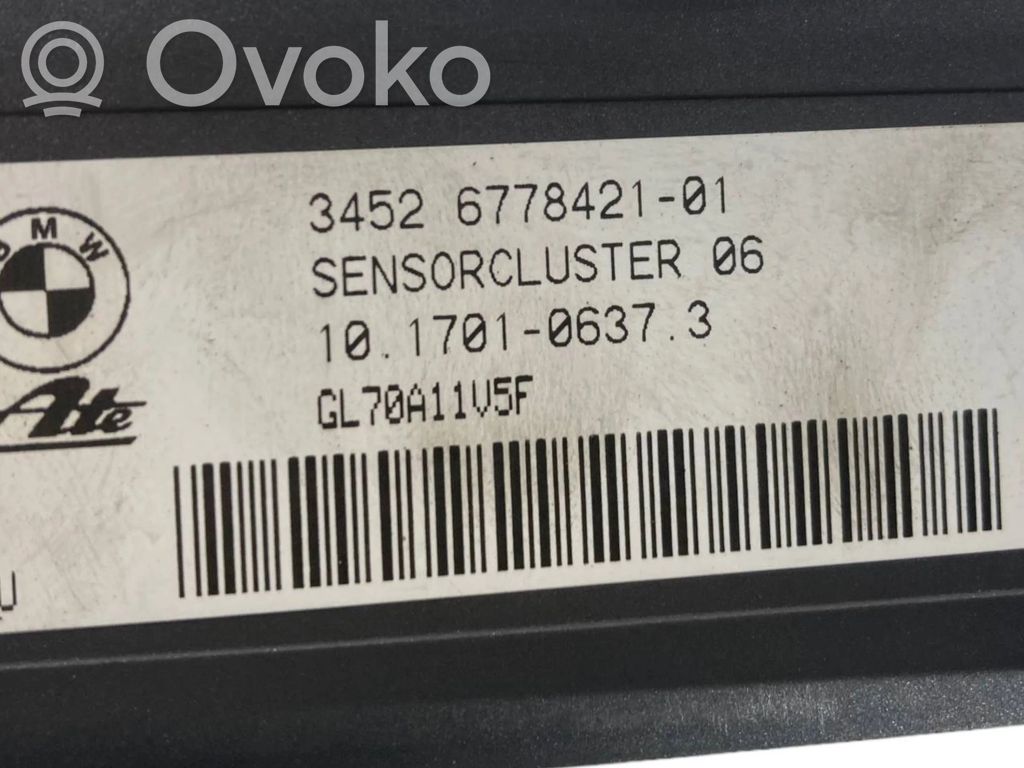 Ovoko
3452 6778421-01
BMW
SENSORCLUSTER 06
10.1701-0637.3
Ate
GL70A11V5F